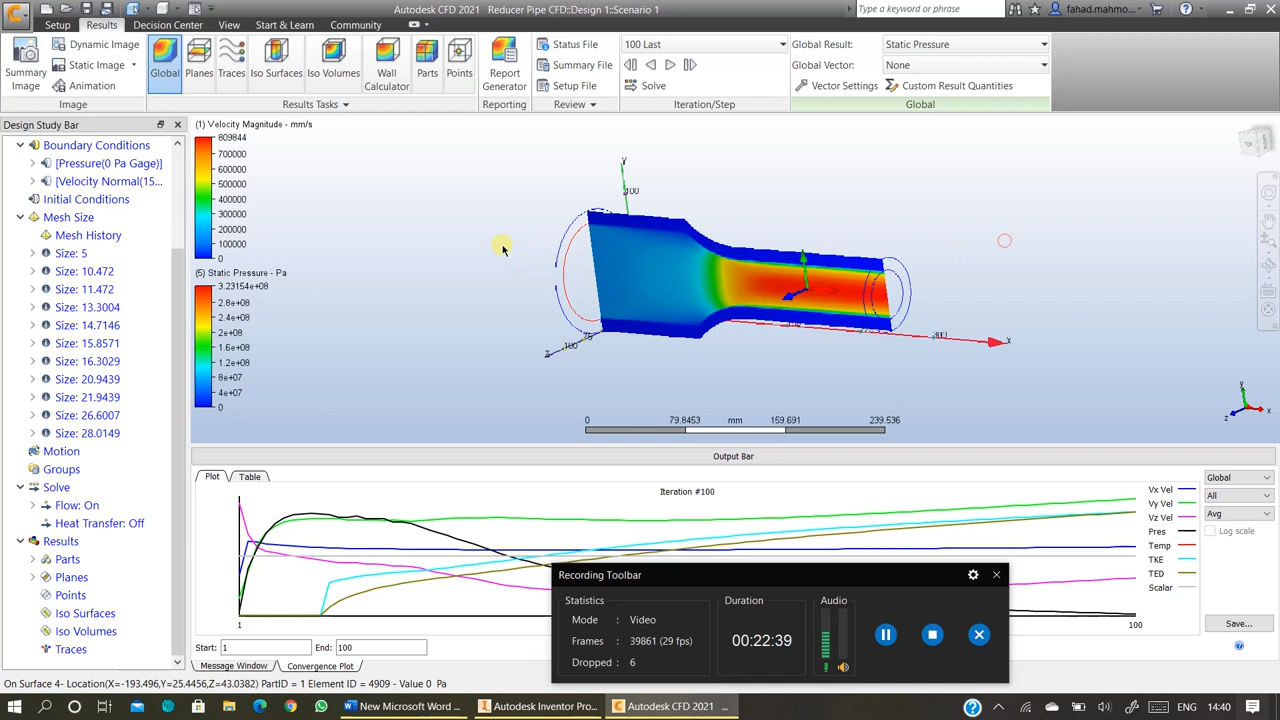 Autodesk CFD 2021   Reducer Pipe CFD::Design 1::Scenario 1
Type a keyword or phrase
fahad.mahmo...
Setup Results Decision Center View Start & Learn Community
Summary Image
Dynamic Image
Static Image
Animation
Image
Global Planes Traces Iso Surfaces Iso Volumes Wall Calculator Parts Points
Results Tasks
Report Generator
Reporting
Status File
Summary File
Setup File
Review
100 Last
Solve
Iteration/Step
Global Result: Static Pressure
Global Vector: None
Vector Settings Custom Result Quantities
Global
Design Study Bar
Boundary Conditions
[Pressure(0 Pa Gage)]
[Velocity Normal(15...
Initial Conditions
Mesh Size
Mesh History
Size: 5
Size: 10.472
Size: 11.472
Size: 13.3004
Size: 14.7146
Size: 15.8571
Size: 16.3029
Size: 20.9439
Size: 21.9439
Size: 26.6007
Size: 28.0149
Motion
Groups
Solve
Flow: On
Heat Transfer: Off
Results
Parts
Planes
Points
Iso Surfaces
Iso Volumes
Traces
(1) Velocity Magnitude - mm/s
809844
700000
600000
500000
400000
300000
200000
100000
0
(5) Static Pressure - Pa
3.23154e+08
2.8e+08
2.4e+08
2e+08
1.6e+08
1.2e+08
8e+07
4e+07
0
Y
100
Z
100
75
X
0 79.8453 mm 159.691 239.536
y
z
x
Output Bar
Plot Table
Iteration #100
Vx Vel
Vy Vel
Vz Vel
Pres
Temp
TKE
TED
Scalar
1
100
Global
All
Avg
Log scale
Save...
Start: 1 End: 100
Message Window Convergence Plot
Recording Toolbar
Statistics
Mode : Video
Frames : 39861 (29 fps)
Dropped : 6
Duration
00:22:39
Audio
On Surface 4- Location(X=-193.496,Y=25.4456,Z=43.0382) PartID = 1 Element ID = 4909 - Value 0 Pa
New Microsoft Word ...
Autodesk Inventor Pro...
Autodesk CFD 2021 ...
ENG
14:40